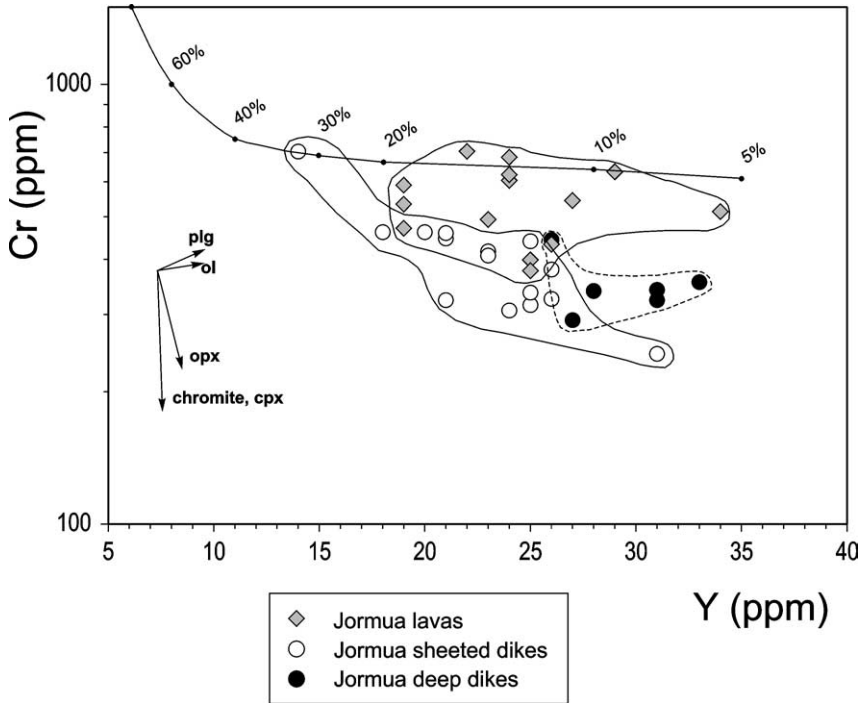 60%
1000
40%
30%
20%
10%
5%
Cr (ppm)
plg
ol
opx
chromite, cpx
100
5 10 15 20 25 30 35 40
Y (ppm)
Jormua lavas
Jormua sheeted dikes
Jormua deep dikes